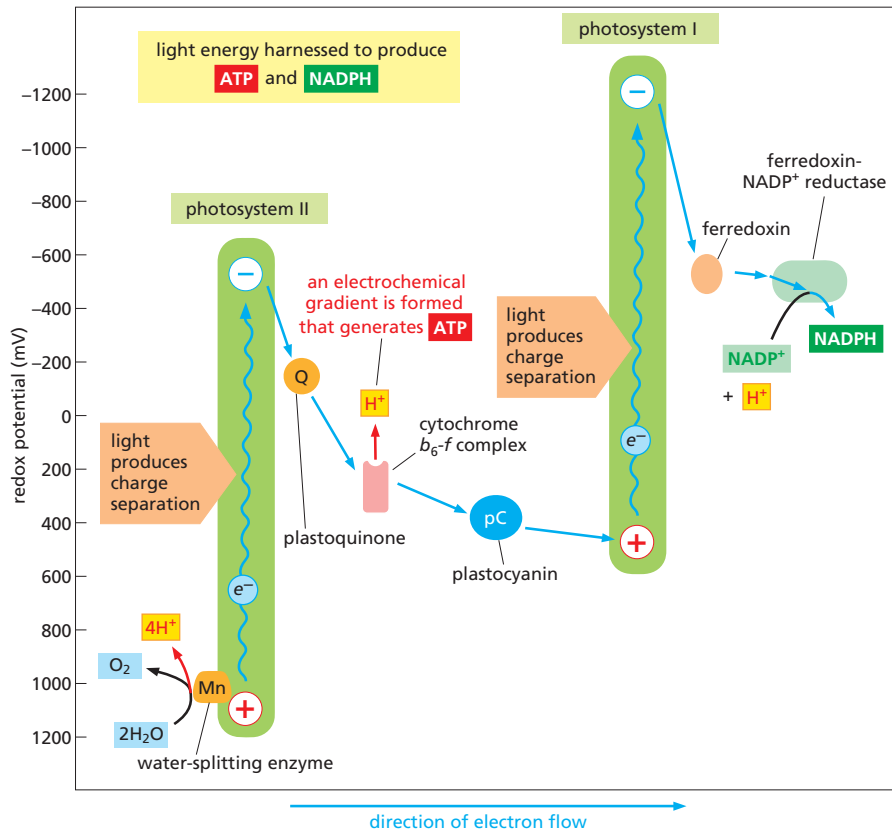 photosystem I
light energy harnessed to produce
ATP and NADPH
−1200
−1000
−800
−600
−400
−200
0
200
400
600
800
1000
1200
redox potential (mV)
photosystem II
−
−
ferredoxin-
NADP+ reductase
ferredoxin
an electrochemical
gradient is formed
that generates ATP
light
produces
charge
separation
NADPH
NADP+
+ H+
Q
H+
cytochrome
b6-f complex
e–
light
produces
charge
separation
pC
+
plastoquinone
plastocyanin
e–
4H+
O2
Mn
+
2H2O
water-splitting enzyme
direction of electron flow